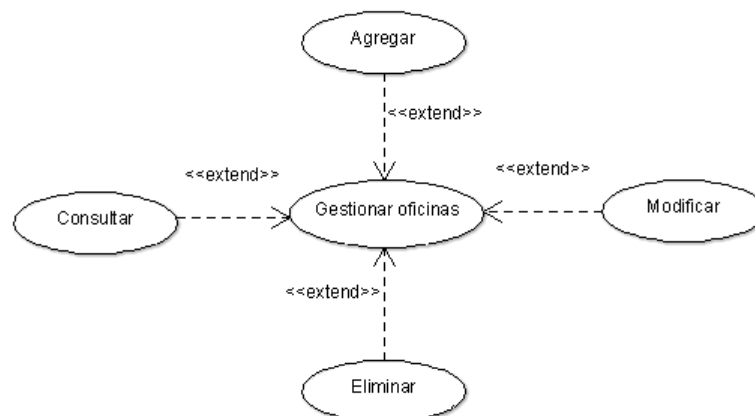 Agregar
<<extend>>
<<extend>>
<<extend>>
Consultar
Gestionar oficinas
Modificar
<<extend>>
Eliminar